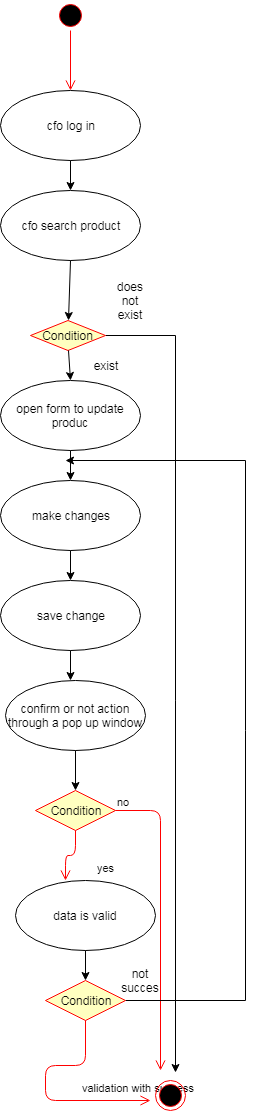 cfo log in
cfo search product
does
not
exist
Condition
exist
open form to update
produc
make changes
save change
confirm or not action
through a pop up window
Condition
no
yes
data is valid
not
succes
Condition
validation with success